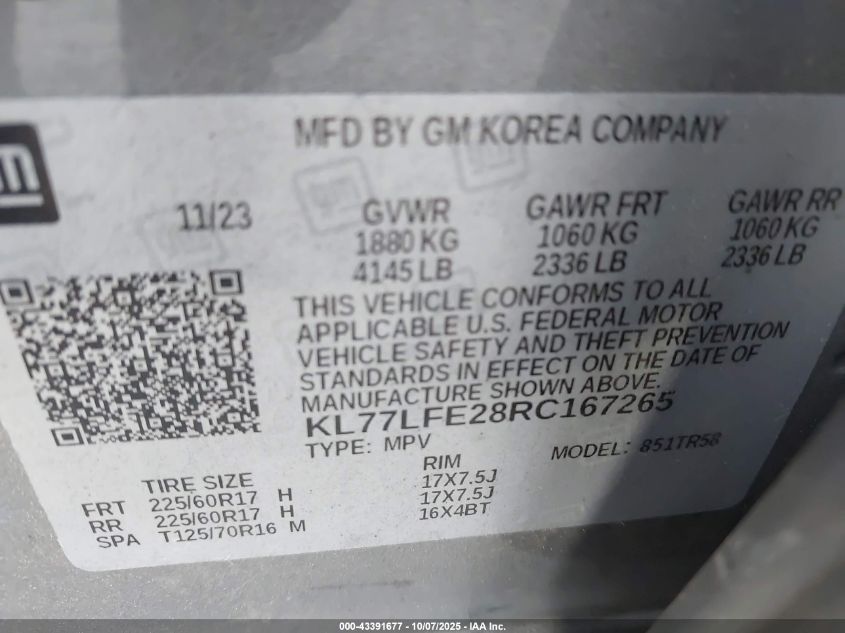 MFD BY GM KOREA COMPANY
11/23
GVWR GAWR FRT GAWR RR
1880 KG 1060 KG 1060 KG
4145 LB 2336 LB 2336 LB
THIS VEHICLE CONFORMS TO ALL
APPLICABLE U.S. FEDERAL MOTOR
VEHICLE SAFETY AND THEFT PREVENTION
STANDARDS IN EFFECT ON THE DATE OF
MANUFACTURE SHOWN ABOVE.
KL77LFE28RC167265
TYPE: MPV MODEL: 851TR58
TIRE SIZE RIM
FRT 225/60R17 H 17X7.5J
RR 225/60R17 H 17X7.5J
SPA T125/70R16 M 16X4BT
000-43391677 - 10/07/2025 - IAA Inc.